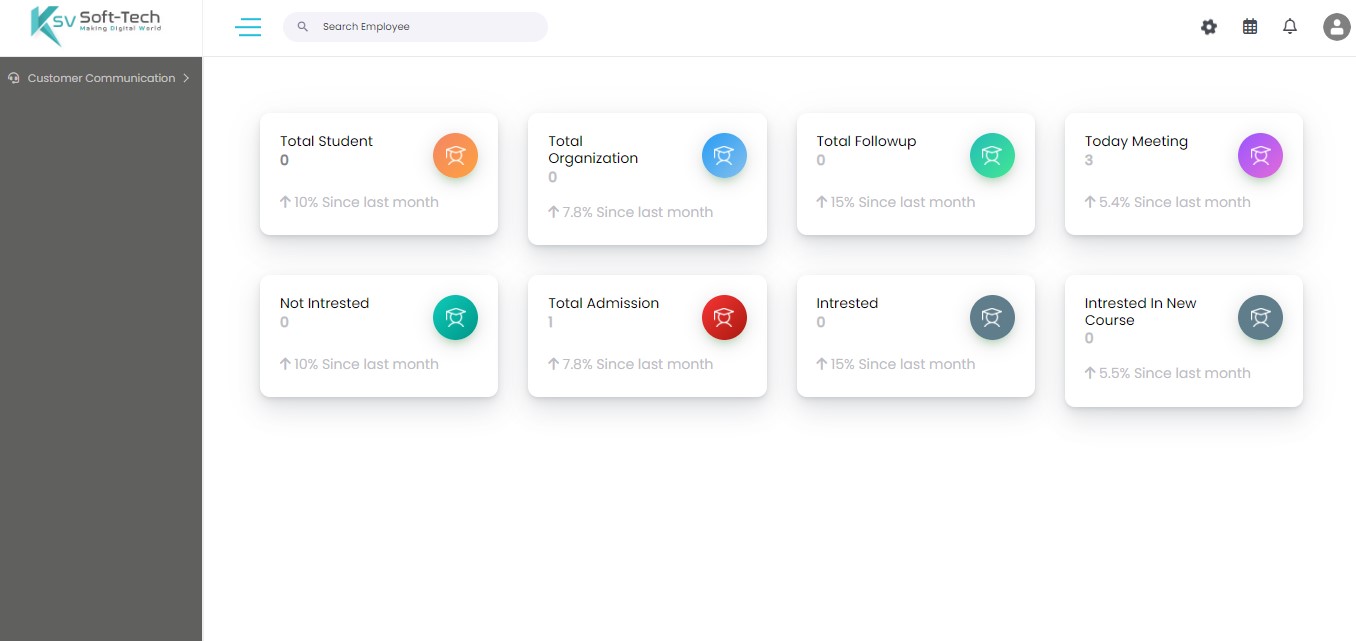 KSV Soft-Tech
Making Digital World
Search Employee
Customer Communication
Total Student
0
10% Since last month
Total
Organization
0
7.8% Since last month
Total Followup
0
15% Since last month
Today Meeting
3
5.4% Since last month
Not Intrested
0
10% Since last month
Total Admission
1
7.8% Since last month
Intrested
0
15% Since last month
Intrested In New
Course
0
5.5% Since last month